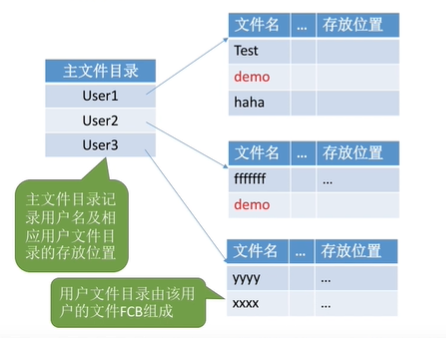 主文件目录
User1
User2
User3
主文件目录记
录用户名及相
应用户文件目
录的存放位置
文件名 ... 存放位置
Test
demo
haha
文件名 ... 存放位置
fffffff ...
demo
文件名 ... 存放位置
yyyy ...
xxxx ...
用户文件目录由该用
户的文件FCB组成